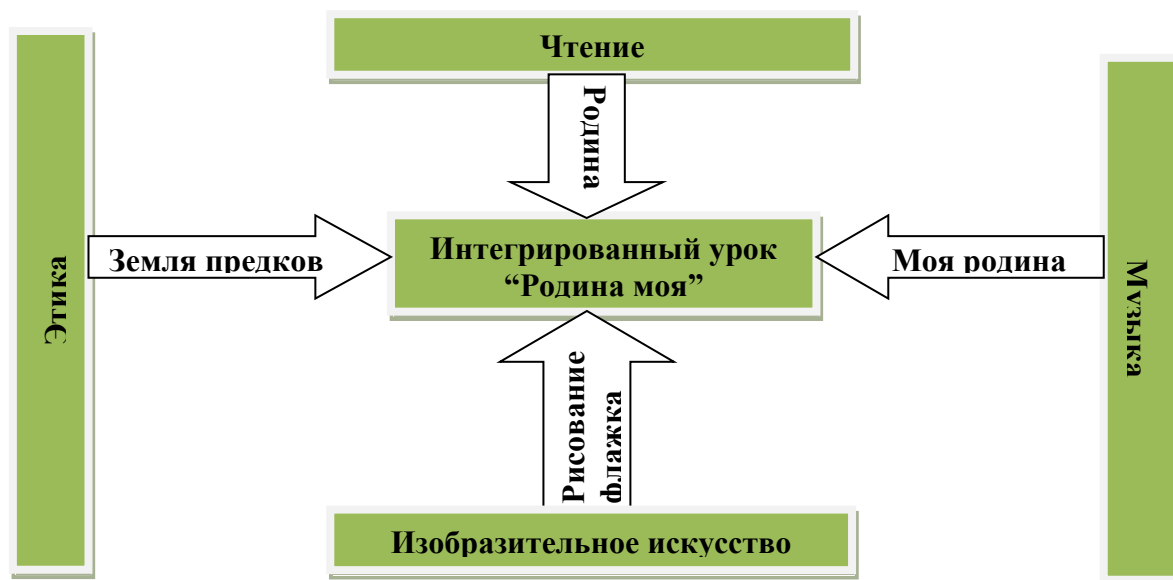 Чтение
Родина
Этика
Земля предков
Интегрированный урок
“Родина моя”
Моя родина
Музыка
Рисование
флажка
Изобразительное искусство